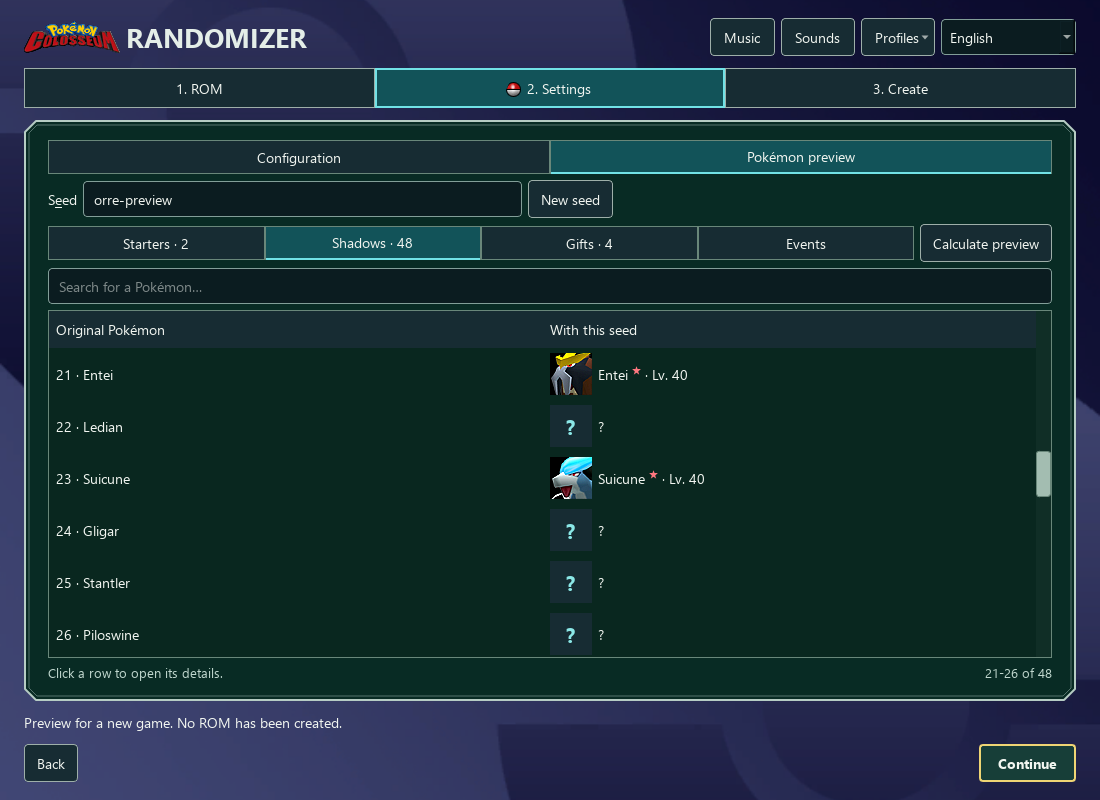 Pokémon COLOSSEUM RANDOMIZER Music Sounds Profiles English
1. ROM 2. Settings 3. Create
Configuration Pokémon preview
Seed orre-preview New seed
Starters · 2 Shadows · 48 Gifts · 4 Events Calculate preview
Search for a Pokémon...
Original Pokémon With this seed
21 · Entei Entei ★ · Lv. 40
22 · Ledian ? ?
23 · Suicune Suicune ★ · Lv. 40
24 · Gligar ? ?
25 · Stantler ? ?
26 · Piloswine ? ?
Click a row to open its details. 21-26 of 48
Preview for a new game. No ROM has been created.
Back Continue